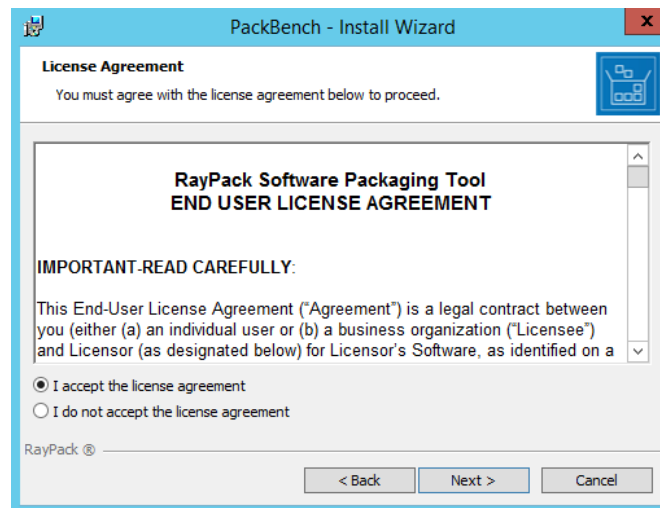 PackBench - Install Wizard
x
License Agreement
You must agree with the license agreement below to proceed.
RayPack Software Packaging Tool
END USER LICENSE AGREEMENT
IMPORTANT-READ CAREFULLY:
This End-User License Agreement (“Agreement”) is a legal contract between
you (either (a) an individual user or (b) a business organization (“Licensee”)
and Licensor (as designated below) for Licensor’s Software, as identified on a
I accept the license agreement
I do not accept the license agreement
RayPack ®
< Back
Next >
Cancel